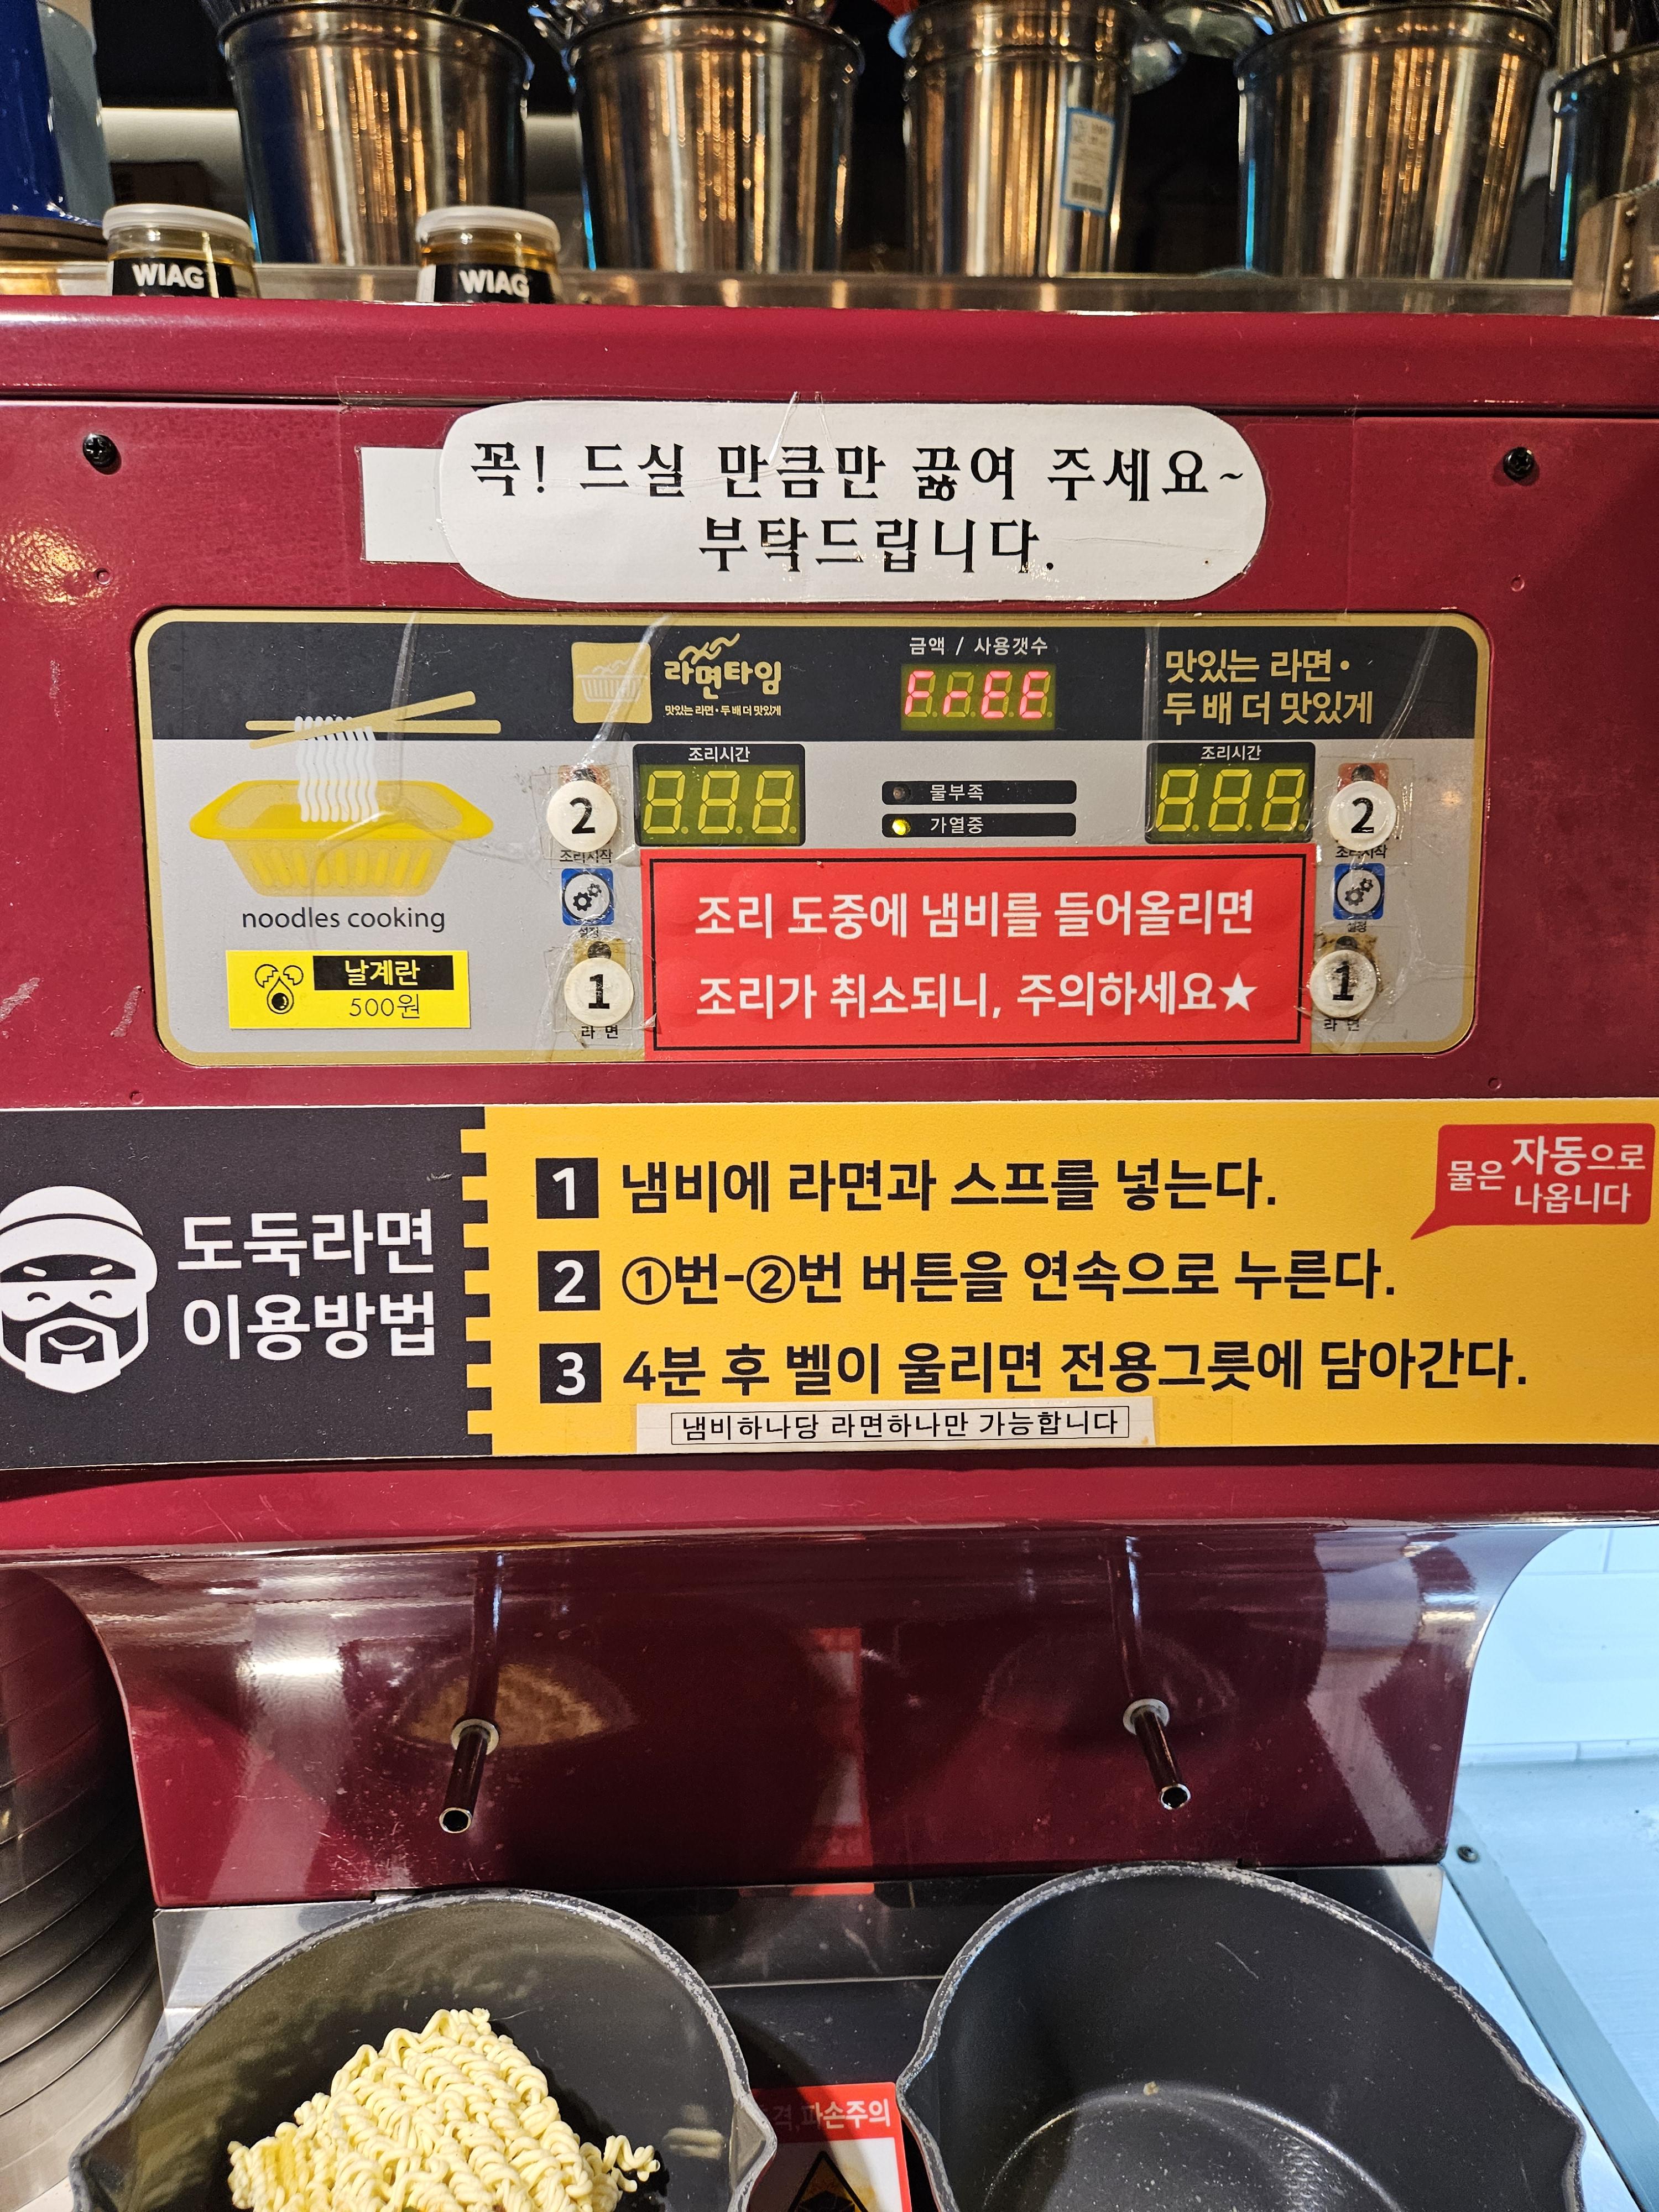 WIAG
WIAG
꼭! 드실 만큼만 끓여 주세요~
부탁드립니다.
라면타임
맛있는 라면·두 배 더 맛있게
금액 / 사용갯수
FrEE
맛있는 라면·
두 배 더 맛있게
조리시간
조리시간
물부족
가열중
2
조리시작
설정
1
라 면
2
조리시작
설정
1
라 면
noodles cooking
날계란
500원
조리 도중에 냄비를 들어올리면
조리가 취소되니, 주의하세요★
도둑라면
이용방법
1 냄비에 라면과 스프를 넣는다.
물은 자동으로
나옵니다
2 ①번-②번 버튼을 연속으로 누른다.
3 4분 후 벨이 울리면 전용그릇에 담아간다.
냄비하나당 라면하나만 가능합니다
파손주의